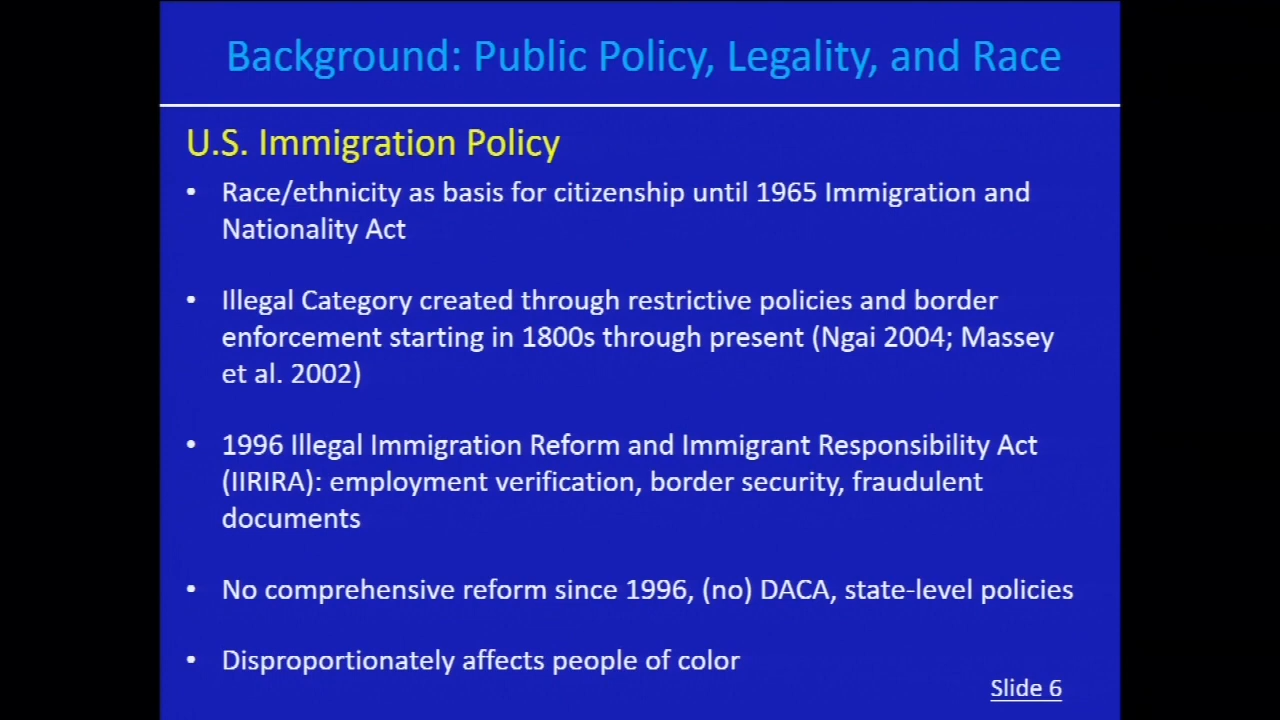 Background: Public Policy, Legality, and Race
U.S. Immigration Policy
• Race/ethnicity as basis for citizenship until 1965 Immigration and
Nationality Act
• Illegal Category created through restrictive policies and border
enforcement starting in 1800s through present (Ngai 2004; Massey
et al. 2002)
• 1996 Illegal Immigration Reform and Immigrant Responsibility Act
(IIRIRA): employment verification, border security, fraudulent
documents
• No comprehensive reform since 1996, (no) DACA, state-level policies
• Disproportionately affects people of color
Slide 6